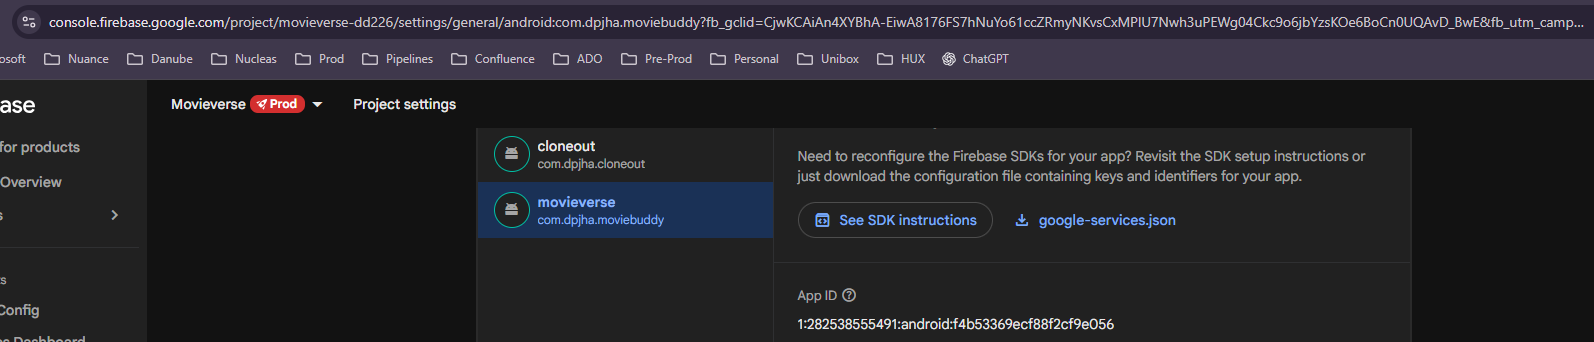 console.firebase.google.com/project/movieverse-dd226/settings/general/android:com.dpjha.moviebuddy?fb_gclid=CjwKCAiAn4XYBhA-EiwA8176FS7hNuYo61ccZRmyNKvsCxMPIU7Nwh3uPEWg04Ckc9o6jbYzsKOe6BoCn0UQAvD_BwE&fb_utm_camp...
osoft Nuance Danube Nucleas Prod Pipelines Confluence ADO Pre-Prod Personal Unibox HUX ChatGPT
ase
Movieverse Prod Project settings
for products
Overview
s
ts
Config
s Dashboard
cloneout
com.dpjha.cloneout
movieverse
com.dpjha.moviebuddy
Need to reconfigure the Firebase SDKs for your app? Revisit the SDK setup instructions or
just download the configuration file containing keys and identifiers for your app.
See SDK instructions google-services.json
App ID
1:282538555491:android:f4b53369ecf88f2cf9e056